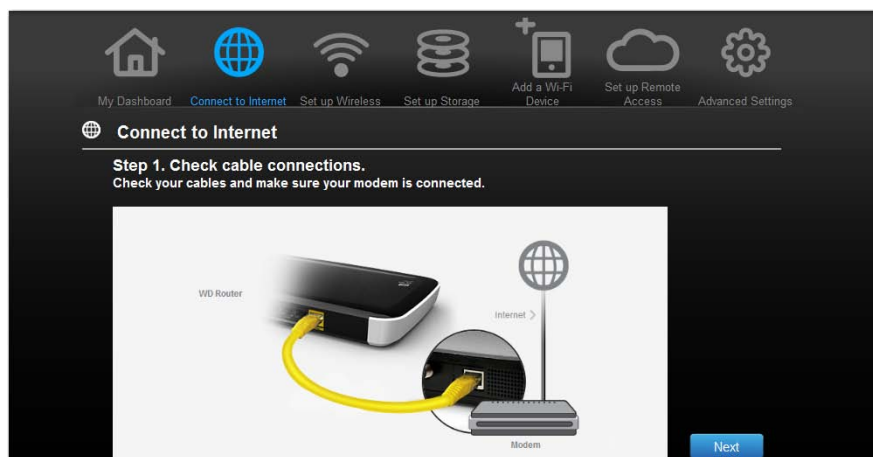 Add a Wi-Fi Set up Remote
My Dashboard Connect to Internet Set up Wireless Set up Storage Device Access Advanced Settings
Connect to Internet
Step 1. Check cable connections.
Check your cables and make sure your modem is connected.
WD Router
Internet
Modem
Next